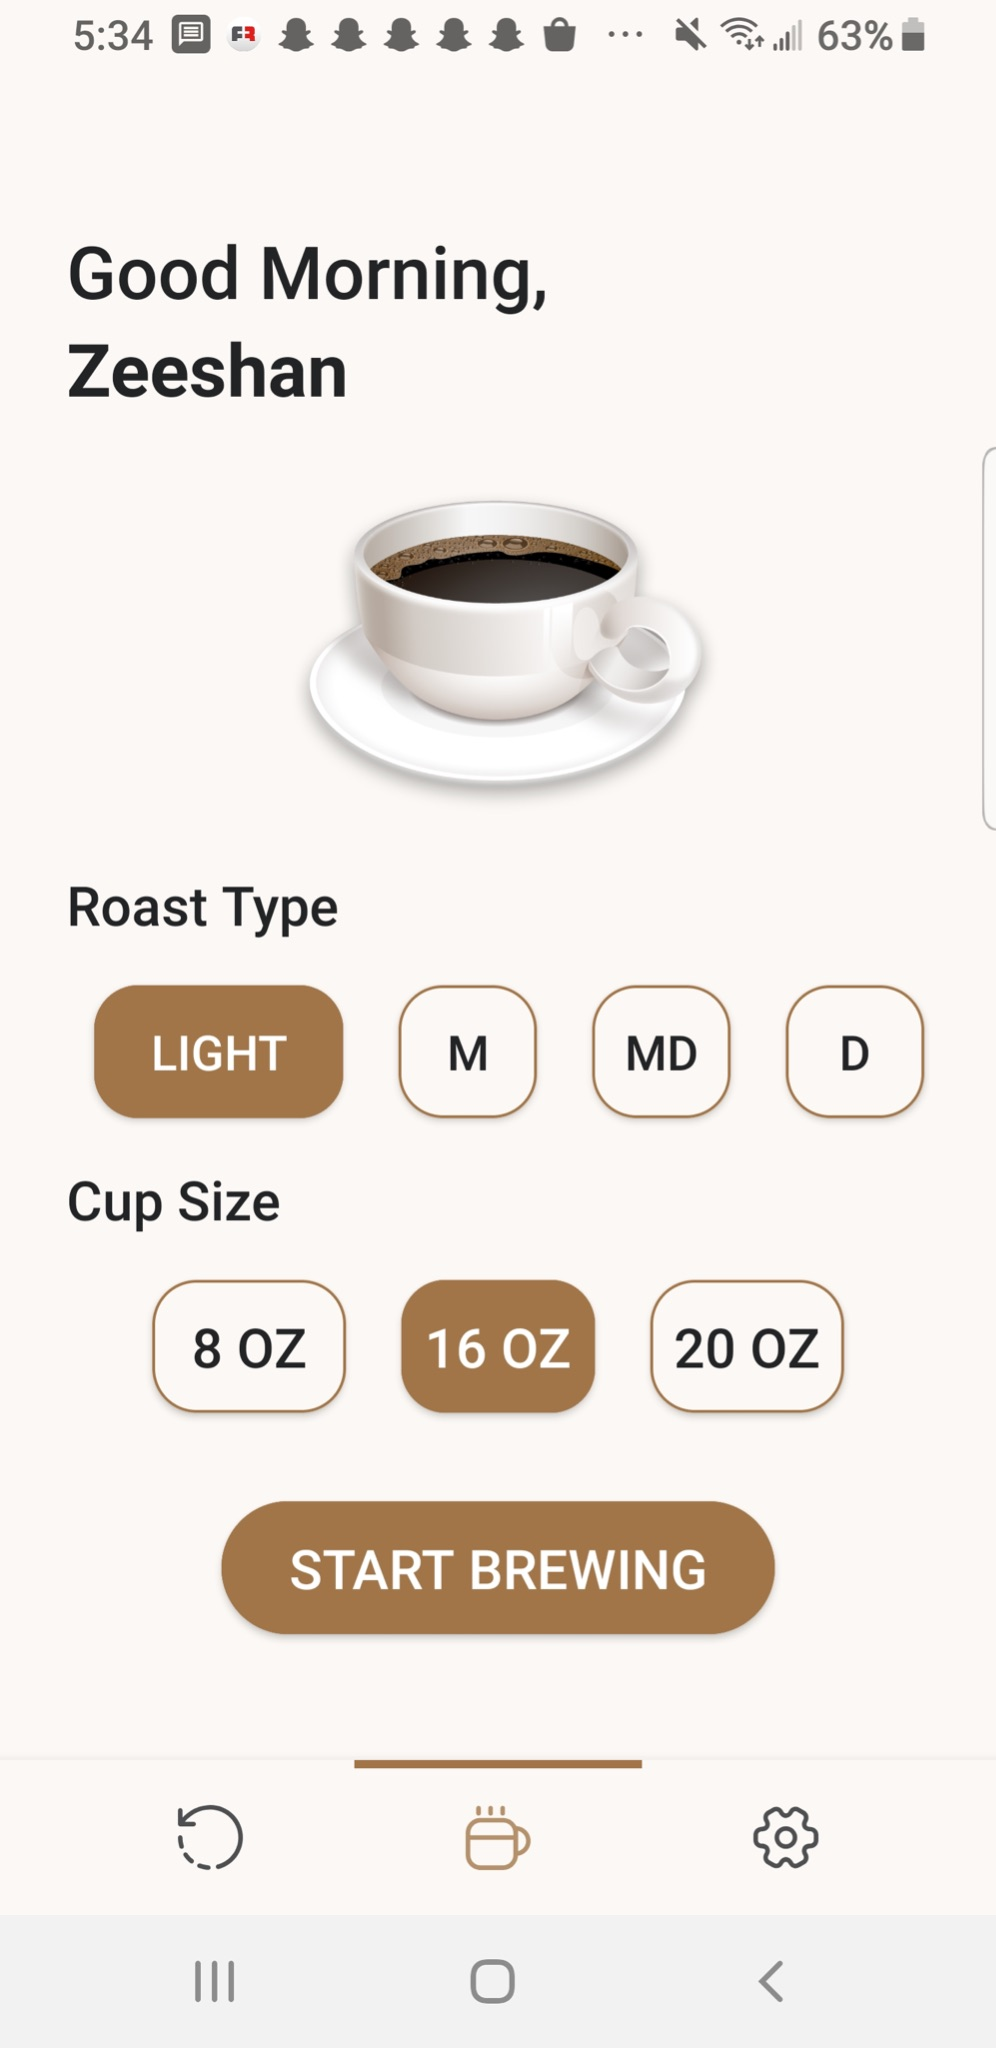 5:34 FR 63%
Good Morning,
Zeeshan
Roast Type
LIGHT M MD D
Cup Size
8 OZ 16 OZ 20 OZ
START BREWING